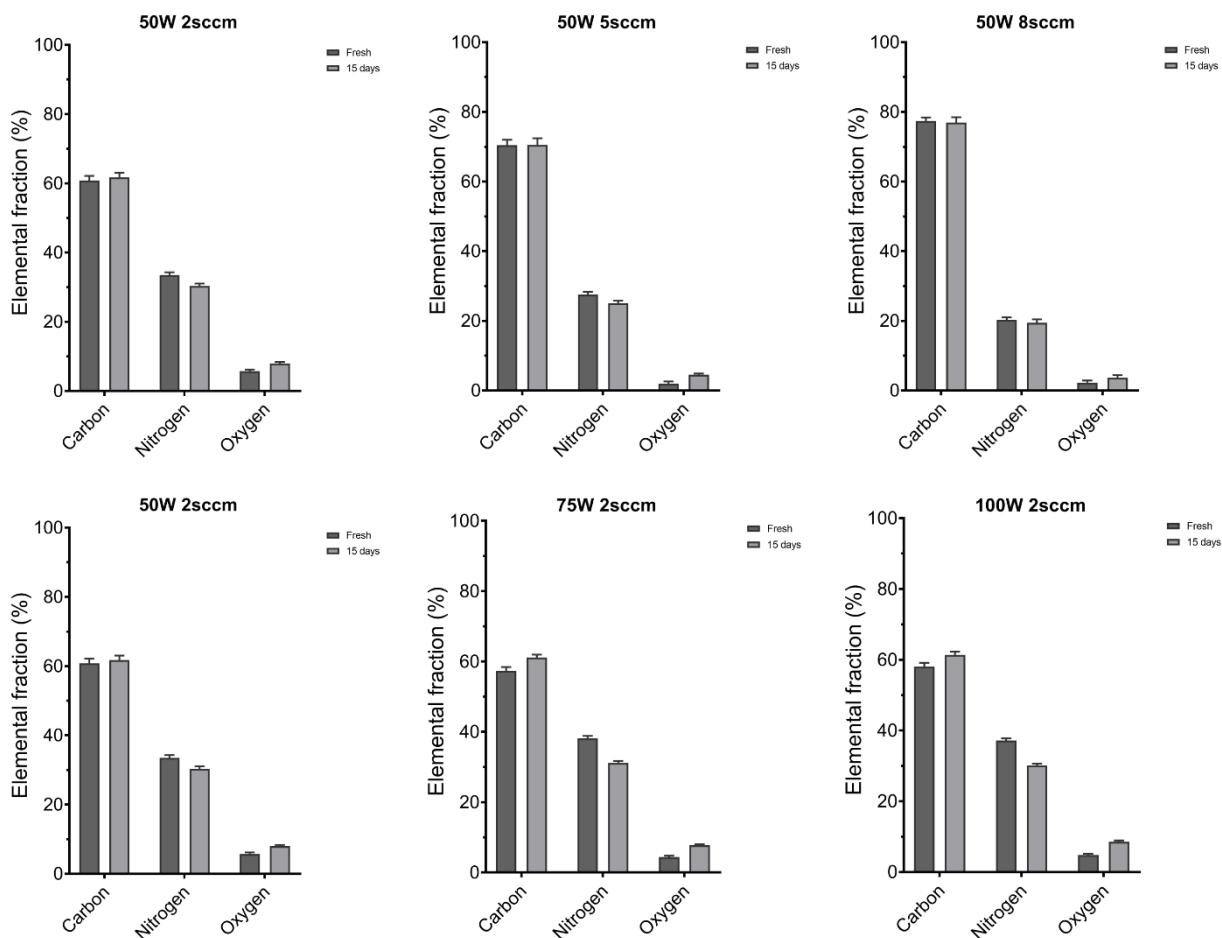 50W 2sccm
Elemental fraction (%)
100
80
60
40
20
0
Fresh
15 days
Carbon
Nitrogen
Oxygen
50W 5sccm
Elemental fraction (%)
100
80
60
40
20
0
Fresh
15 days
Carbon
Nitrogen
Oxygen
50W 8sccm
Elemental fraction (%)
100
80
60
40
20
0
Fresh
15 days
Carbon
Nitrogen
Oxygen
50W 2sccm
Elemental fraction (%)
100
80
60
40
20
0
Fresh
15 days
Carbon
Nitrogen
Oxygen
75W 2sccm
Elemental fraction (%)
100
80
60
40
20
0
Fresh
15 days
Carbon
Nitrogen
Oxygen
100W 2sccm
Elemental fraction (%)
100
80
60
40
20
0
Fresh
15 days
Carbon
Nitrogen
Oxygen